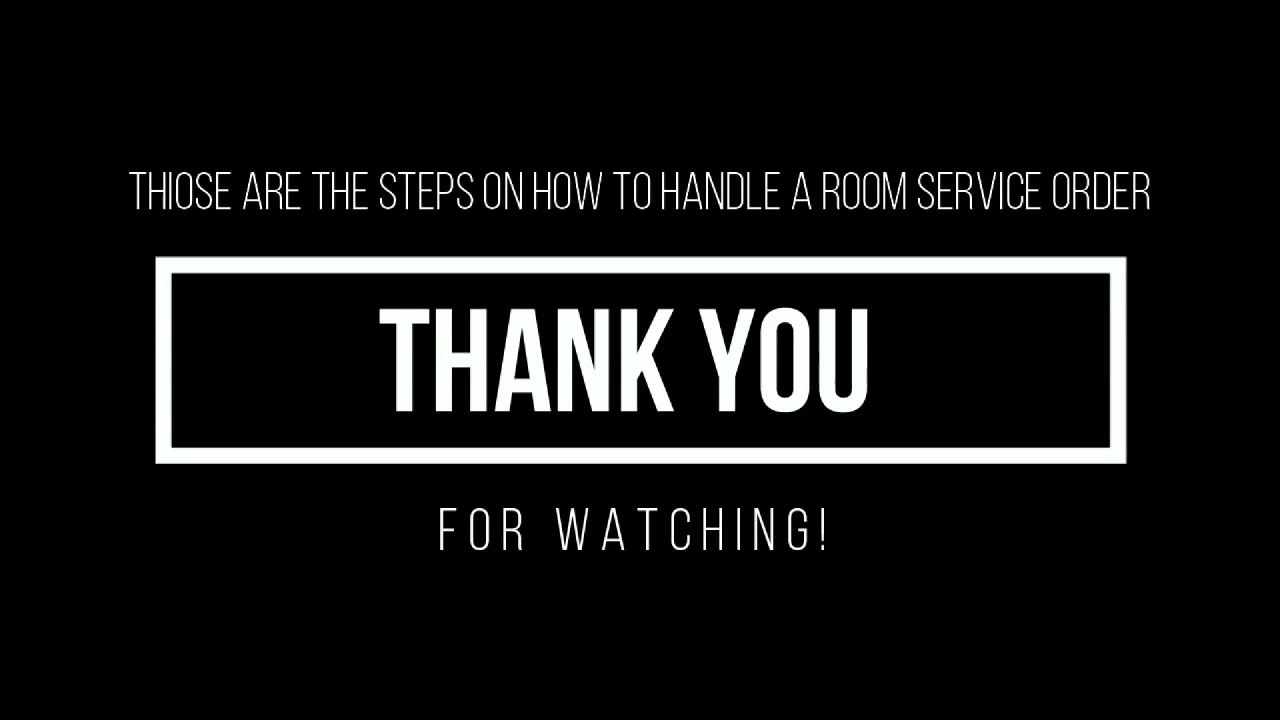 THIOSE ARE THE STEPS ON HOW TO HANDLE A ROOM SERVICE ORDER
THANK YOU
FOR WATCHING!